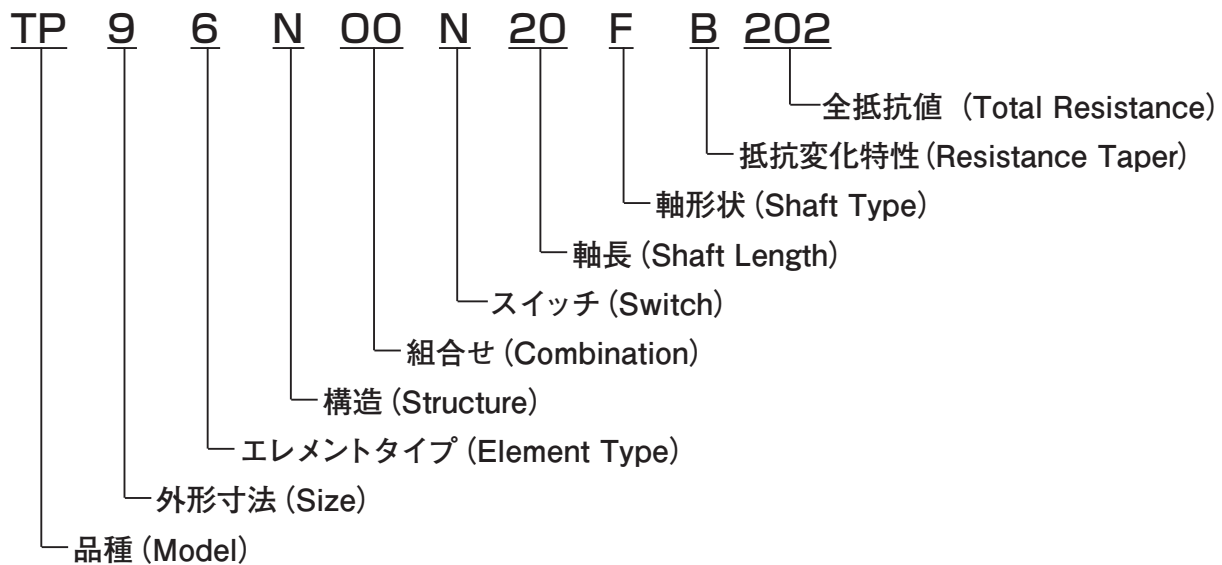 TP 9 6 N 00 N 20 F B 202
全抵抗値 (Total Resistance)
抵抗変化特性 (Resistance Taper)
軸形状 (Shaft Type)
軸長 (Shaft Length)
スイッチ (Switch)
組合せ (Combination)
構造 (Structure)
エレメントタイプ (Element Type)
外形寸法 (Size)
品種 (Model)